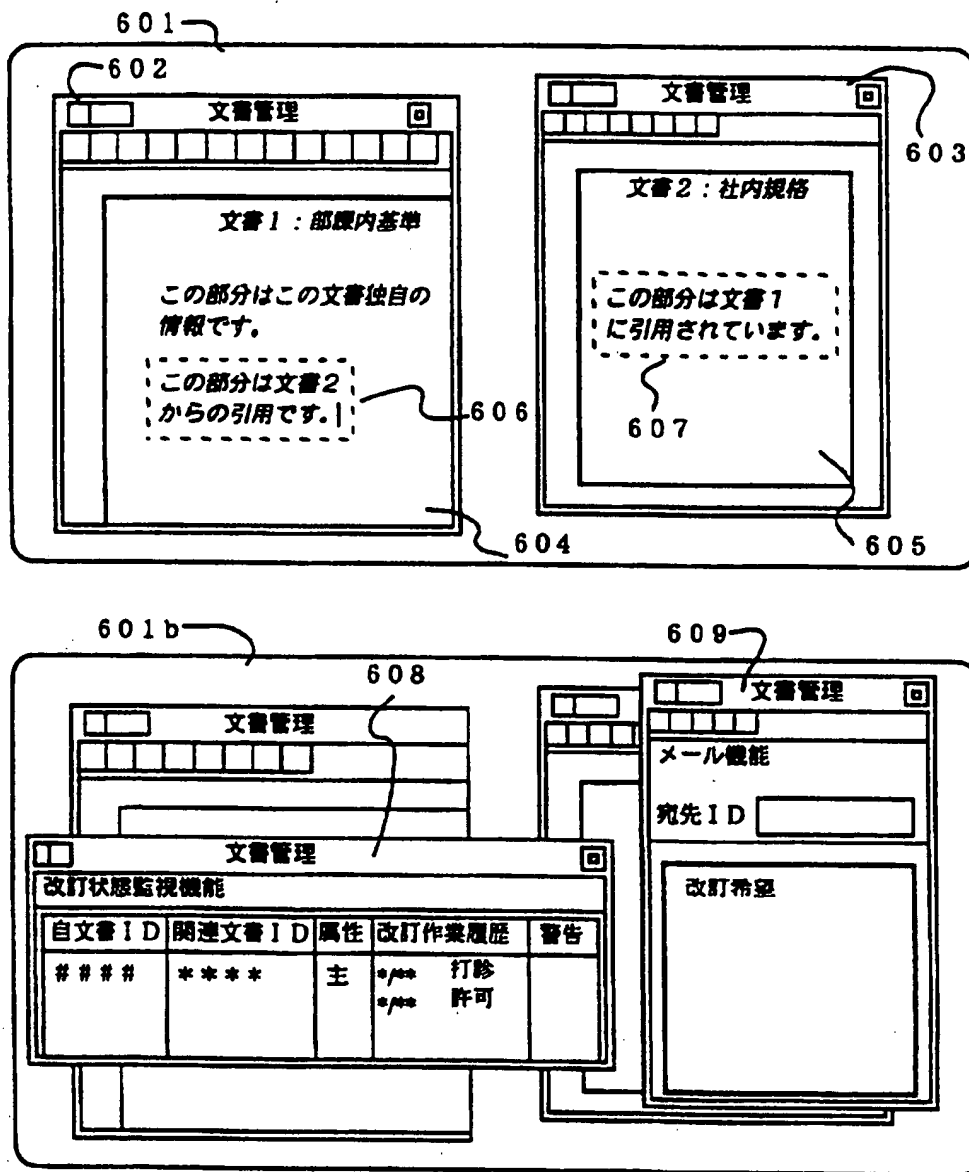 601
602
文書管理
文書管理
603
文書1:部課内基準
文書2:社内規格
この部分はこの文書独自の
情報です。
この部分は文書1
に引用されています。
この部分は文書2
からの引用です。
606
607
604
605
601b
609
608
文書管理
文書管理
メール機能
宛先ID
文書管理
改訂状態監視機能
改訂希望
自文書ID 関連文書ID 属性 改訂作業履歴 警告
#### **** 主 */** 打診
*/** 許可